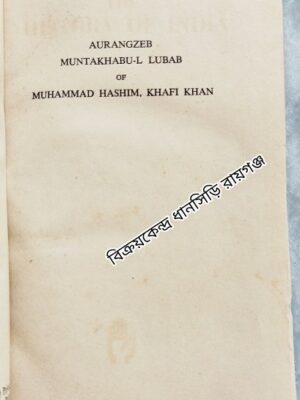 AURANGZEB
MUNTAKHABU-L LUBAB
OF
MUHAMMAD HASHIM, KHAFI KHAN
বিক্রয়কেন্দ্র ধানসিড়ি রায়গঞ্জ